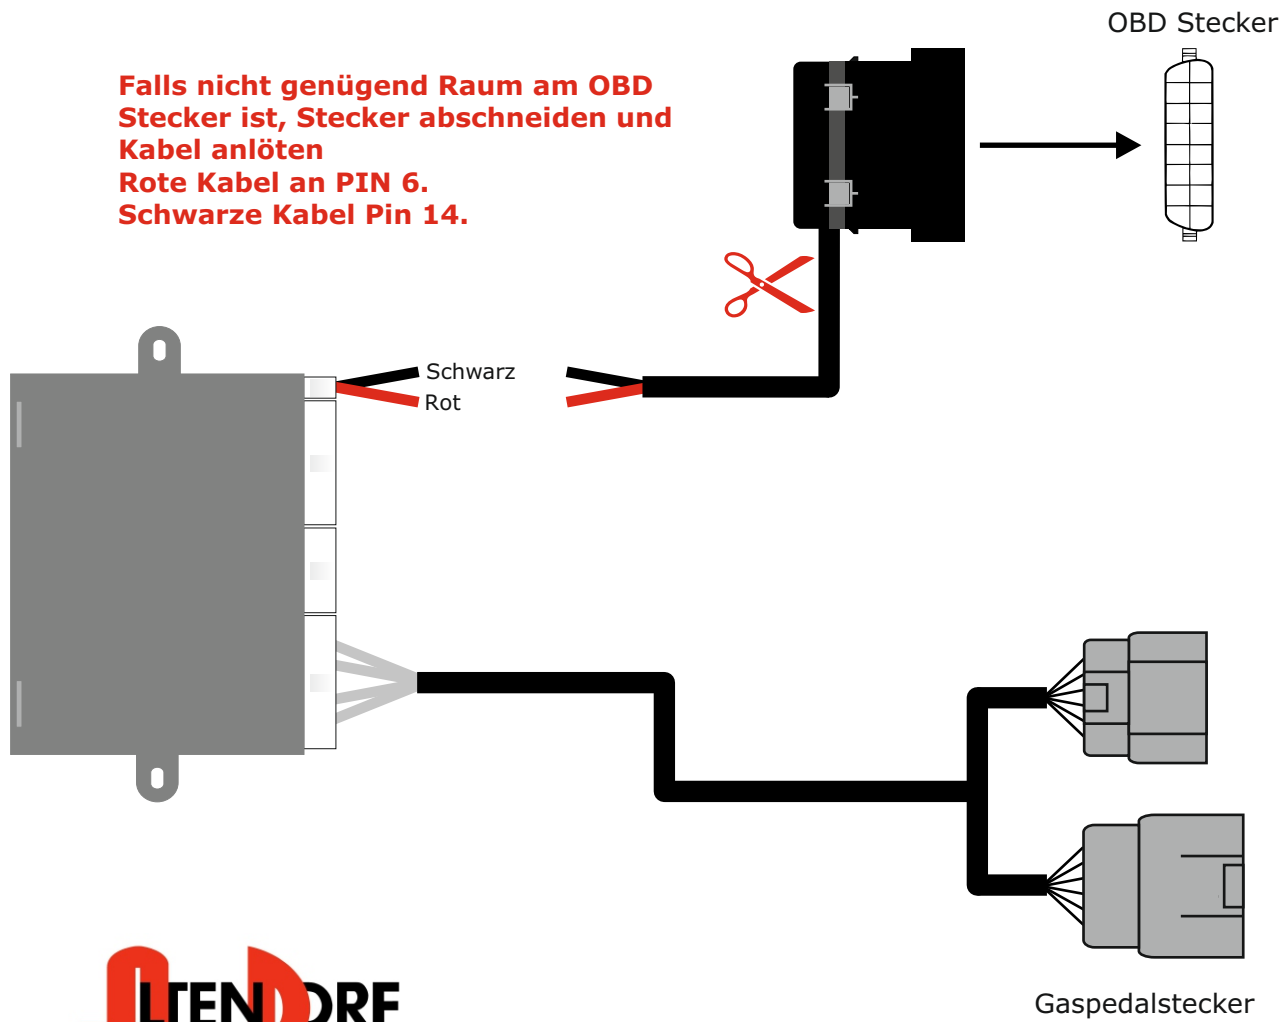 OBD Stecker
Falls nicht genügend Raum am OBD
Stecker ist, Stecker abschneiden und
Kabel anlöten
Rote Kabel an PIN 6.
Schwarze Kabel Pin 14.
Schwarz
Rot
ALTENDORF
Gaspedalstecker